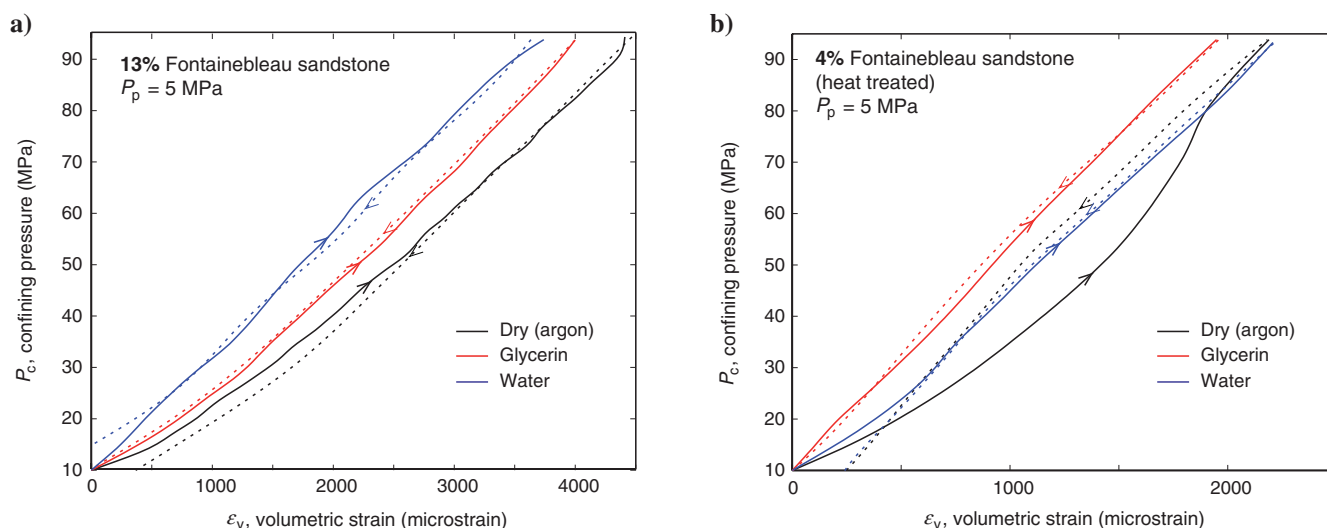 a)
13% Fontainebleau sandstone
Pp = 5 MPa
90
80
70
60
50
40
30
20
10
Pc, confining pressure (MPa)
Dry (argon)
Glycerin
Water
0
1000
2000
3000
4000
εv, volumetric strain (microstrain)
b)
4% Fontainebleau sandstone
(heat treated)
Pp = 5 MPa
90
80
70
60
50
40
30
20
10
Pc, confining pressure (MPa)
Dry (argon)
Glycerin
Water
0
1000
2000
εv, volumetric strain (microstrain)